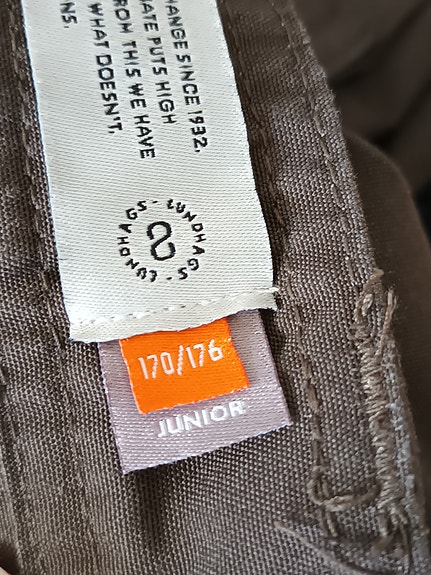 HANGE SINCE 1932.
ATE PUTS HIGH
ROM THIS WE HAVE
WHAT DOESN'T.
NS.
LUNDHAGS - LUNDHAGS -
170/176
JUNIOR